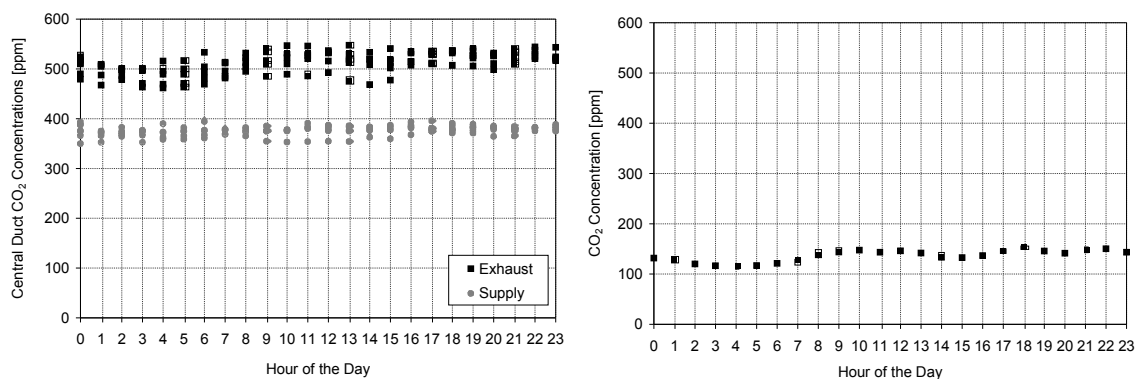 Central Duct CO2 Concentrations [ppm]
600
500
400
300
200
100
0
Exhaust
Supply
0 1 2 3 4 5 6 7 8 9 10 11 12 13 14 15 16 17 18 19 20 21 22 23
Hour of the Day
CO2 Concentration [ppm]
600
500
400
300
200
100
0
0 1 2 3 4 5 6 7 8 9 10 11 12 13 14 15 16 17 18 19 20 21 22 23
Hour of the Day